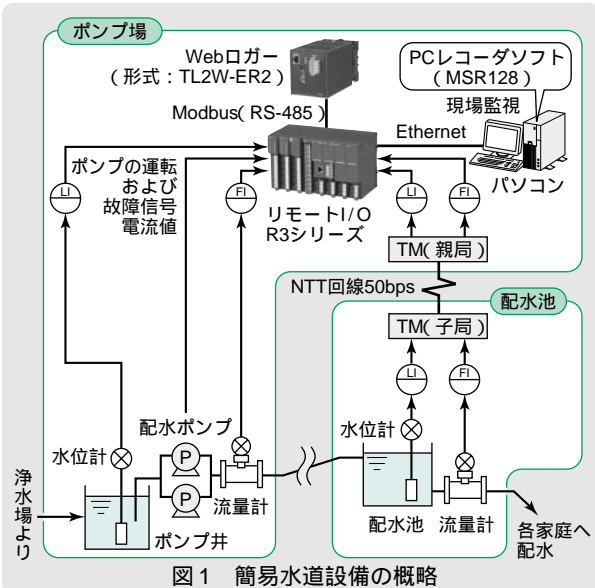 ポンプ場
Webロガー
(形式:TL2W-ER2)
PCレコーダソフト
(MSR128)
Modbus(RS-485)
現場監視
Ethernet
パソコン
ポンプの運転
および
故障信号
電流値
LI
FI
リモートI/O
R3シリーズ
LI
FI
TM(親局)
NTT回線50bps
配水池
TM(子局)
LI
FI
配水ポンプ
水位計
P
P
流量計
水位計
浄水場より
ポンプ井
配水池
流量計
各家庭へ
配水
図1 簡易水道設備の概略